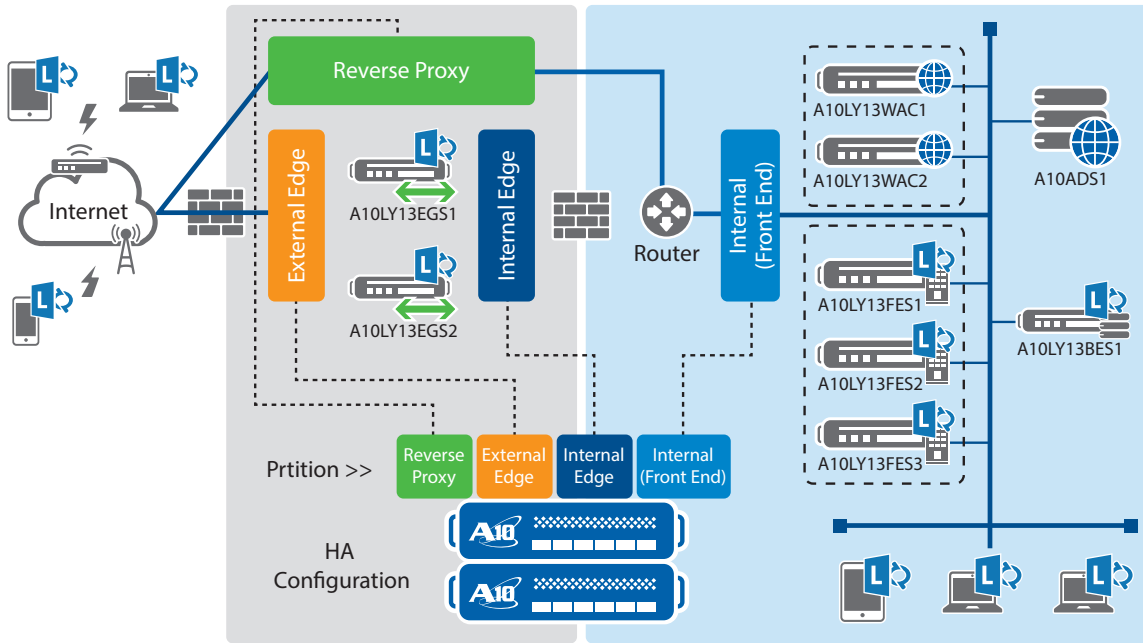 Internet
Reverse Proxy
External Edge
A10LY13EGS1
A10LY13EGS2
Internal Edge
Router
Internal
(Front End)
A10LY13WAC1
A10LY13WAC2
A10ADS1
A10LY13FES1
A10LY13FES2
A10LY13FES3
A10LY13BES1
Prtition >>
Reverse
Proxy
External
Edge
Internal
Edge
Internal
(Front End)
HA
Configuration
A10
A10
L
L
L
L
L
L
L
L
L
L
L
L